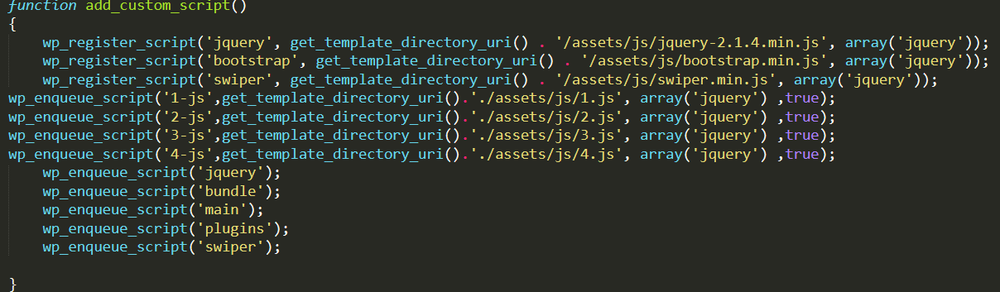 function add_custom_script()
{
    wp_register_script('jquery', get_template_directory_uri() . '/assets/js/jquery-2.1.4.min.js', array('jquery'));
    wp_register_script('bootstrap', get_template_directory_uri() . '/assets/js/bootstrap.min.js', array('jquery'));
    wp_register_script('swiper', get_template_directory_uri() . '/assets/js/swiper.min.js', array('jquery'));
wp_enqueue_script('1-js',get_template_directory_uri().'./assets/js/1.js', array('jquery') ,true);
wp_enqueue_script('2-js',get_template_directory_uri().'./assets/js/2.js', array('jquery') ,true);
wp_enqueue_script('3-js',get_template_directory_uri().'./assets/js/3.js', array('jquery') ,true);
wp_enqueue_script('4-js',get_template_directory_uri().'./assets/js/4.js', array('jquery') ,true);
    wp_enqueue_script('jquery');
    wp_enqueue_script('bundle');
    wp_enqueue_script('main');
    wp_enqueue_script('plugins');
    wp_enqueue_script('swiper');

}